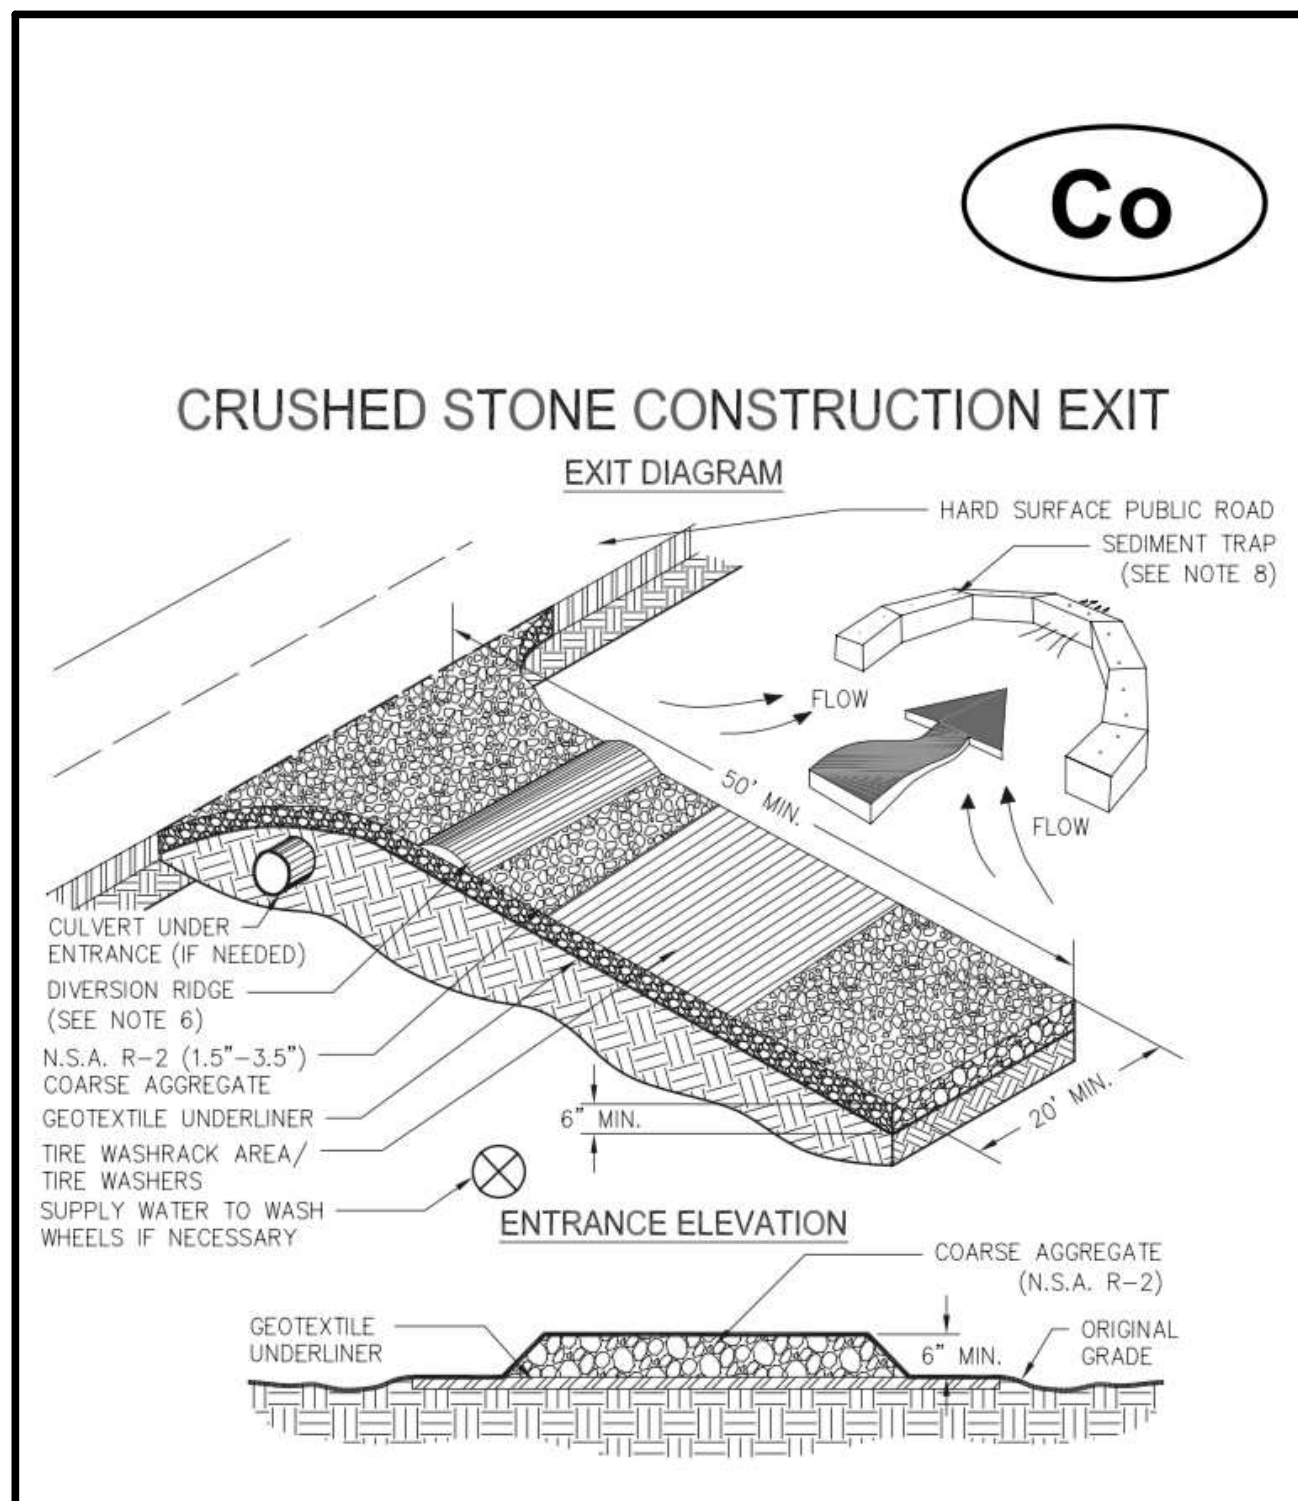 Co
CRUSHED STONE CONSTRUCTION EXIT
EXIT DIAGRAM
HARD SURFACE PUBLIC ROAD
SEDIMENT TRAP
(SEE NOTE 8)
FLOW
50' MIN.
FLOW
CULVERT UNDER
ENTRANCE (IF NEEDED)
DIVERSION RIDGE
(SEE NOTE 6)
N.S.A. R-2 (1.5"-3.5")
COARSE AGGREGATE
GEOTEXTILE UNDERLINER
TIRE WASHRACK AREA/
TIRE WASHERS
SUPPLY WATER TO WASH
WHEELS IF NECESSARY
6" MIN.
20' MIN.
ENTRANCE ELEVATION
COARSE AGGREGATE
(N.S.A. R-2)
GEOTEXTILE
UNDERLINER
6" MIN.
ORIGINAL
GRADE